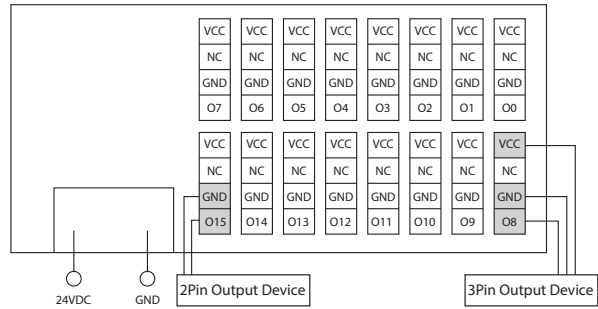 VCC VCC VCC VCC VCC VCC VCC VCC
NC NC NC NC NC NC NC NC
GND GND GND GND GND GND GND GND
O7 O6 O5 O4 O3 O2 O1 O0
VCC VCC VCC VCC VCC VCC VCC VCC
NC NC NC NC NC NC NC NC
GND GND GND GND GND GND GND GND
O15 O14 O13 O12 O11 O10 O9 O8
24VDC GND 2Pin Output Device 3Pin Output Device